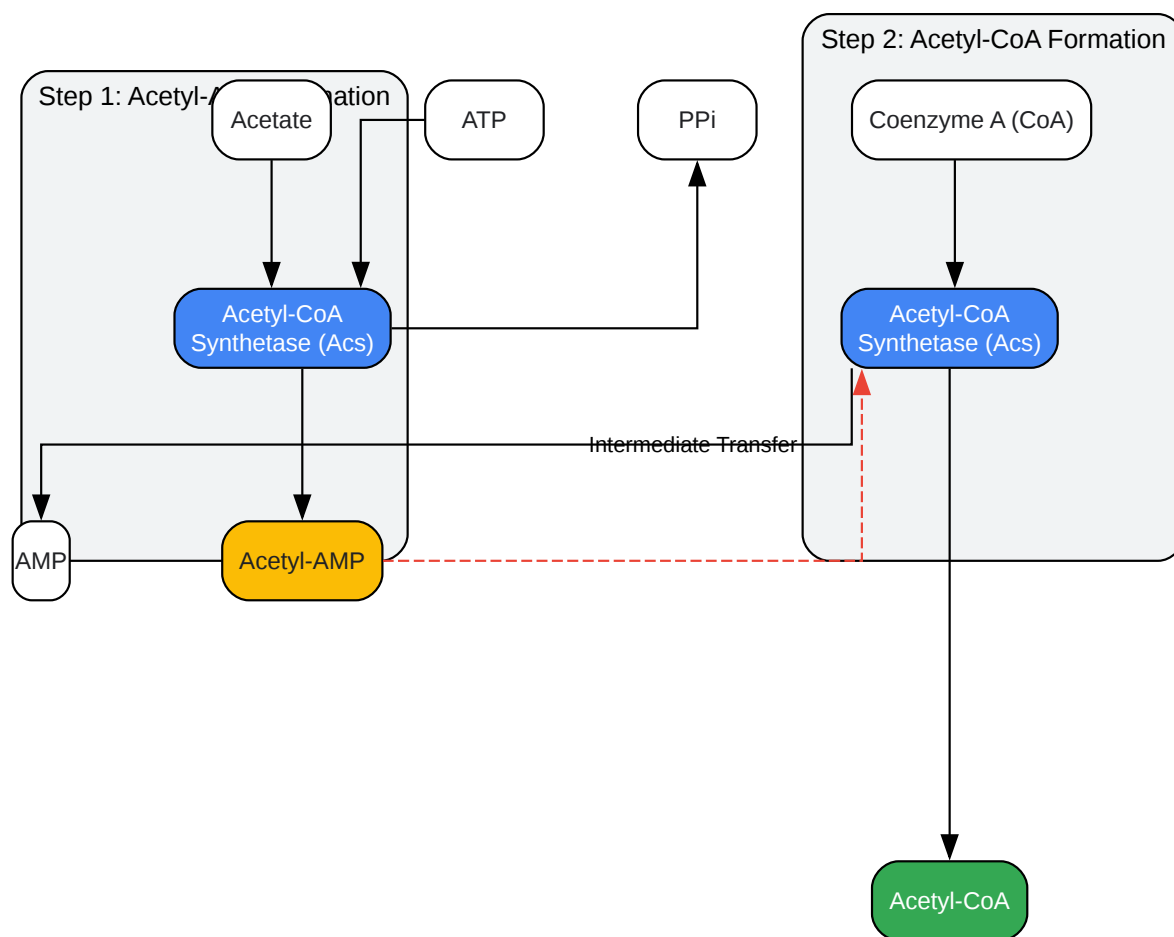 Step 2: Acetyl-CoA Formation
Step 1: Acetyl-A
mation
Acetate
ATP
PPi
Coenzyme A (CoA)
Acetyl-CoA
Synthetase (Acs)
Acetyl-CoA
Synthetase (Acs)
Intermediate Transfer
AMP
Acetyl-AMP
Acetyl-CoA